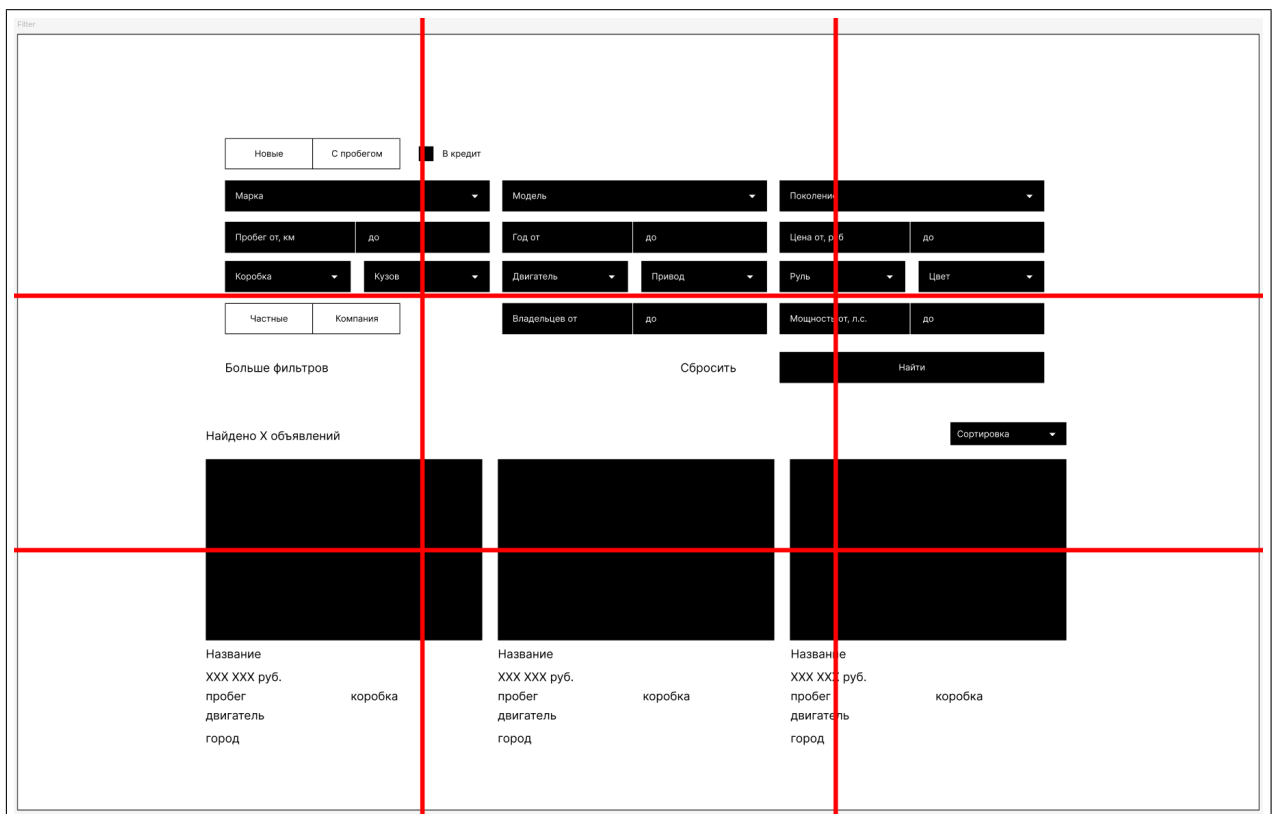 Filter
Новые С пробегом В кредит
Марка Модель Поколение
Пробег от, км до Год от до Цена от, руб до
Коробка Кузов Двигатель Привод Руль Цвет
Частные Компания Владельцев от до Мощность от, л.с. до
Больше фильтров Сбросить Найти
Найдено X объявлений Сортировка
Название Название Название
XXX XXX руб. XXX XXX руб. XXX XXX руб.
пробег коробка пробег коробка пробег коробка
двигатель двигатель двигатель
город город город